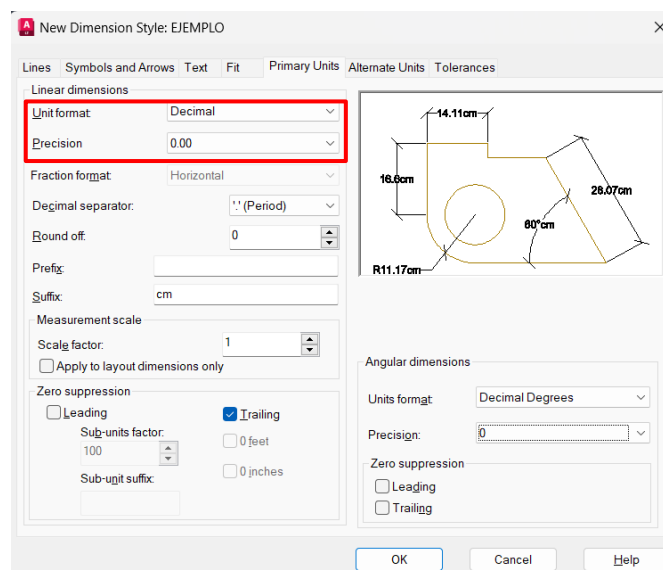 New Dimension Style: EJEMPLO
Lines Symbols and Arrows Text Fit Primary Units Alternate Units Tolerances
Linear dimensions
Unit format: Decimal
Precision 0.00
Fraction format: Horizontal
Decimal separator: '.' (Period)
Round off: 0
Prefix:
Suffix: cm
Measurement scale
Scale factor: 1
Apply to layout dimensions only
Zero suppression
Leading
Trailing
Sub-units factor:
100
0 feet
Sub-unit suffix:
0 inches
14.11cm
16.6cm
28.07cm
60°cm
R11.17cm
Angular dimensions
Units format: Decimal Degrees
Precision: 0
Zero suppression
Leading
Trailing
OK Cancel Help